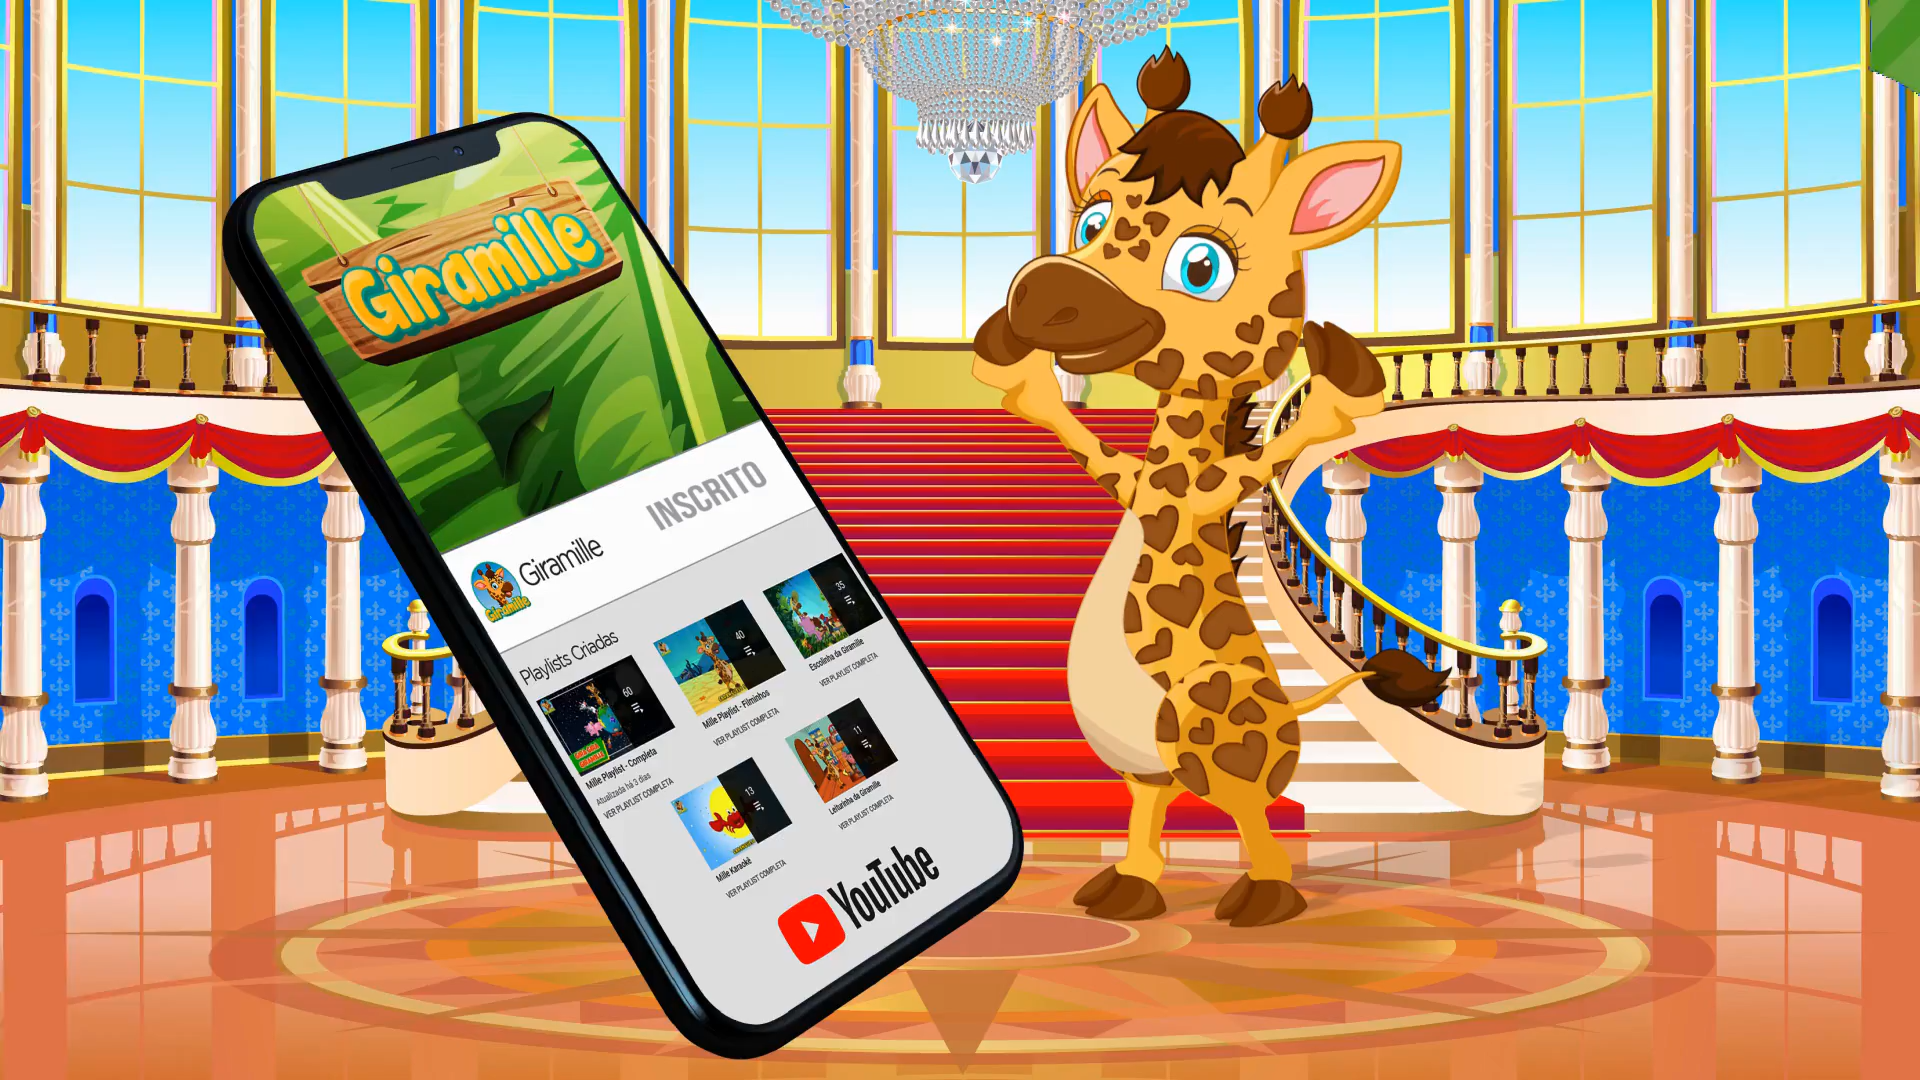 Giramille
INSCRITO
Giramille
Giramille
Playlists Criadas
60
Mille Playlist - Completa
Atualizada há 3 dias
VER PLAYLIST COMPLETA
40
Mille Playlist - Filminhos
VER PLAYLIST COMPLETA
35
Escolinha da Giramille
VER PLAYLIST COMPLETA
13
Mille Karaokê
VER PLAYLIST COMPLETA
11
Leiturinha da Giramille
VER PLAYLIST COMPLETA
YouTube